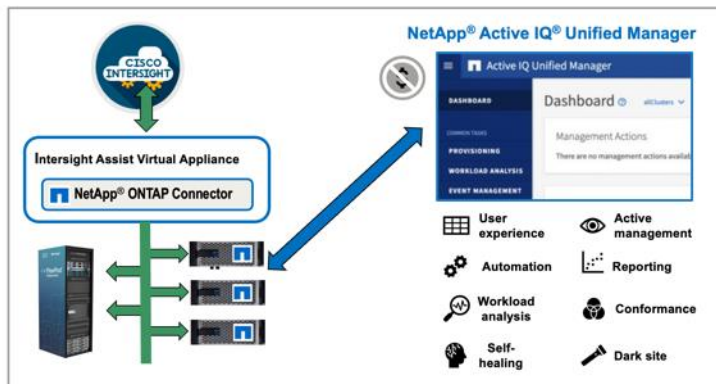 CISCO
INTERSIGHT
Intersight Assist Virtual Appliance
NetApp® ONTAP Connector
FlexPod
NetApp® Active IQ® Unified Manager
Active IQ Unified Manager
DASHBOARD
Dashboard
allClusters
COMMON TASKS
PROVISIONING
WORKLOAD ANALYSIS
EVENT MANAGEMENT
Management Actions
There are no management actions availab
User
experience
Active
management
Automation
Reporting
Workload
analysis
Conformance
Self-
healing
Dark site